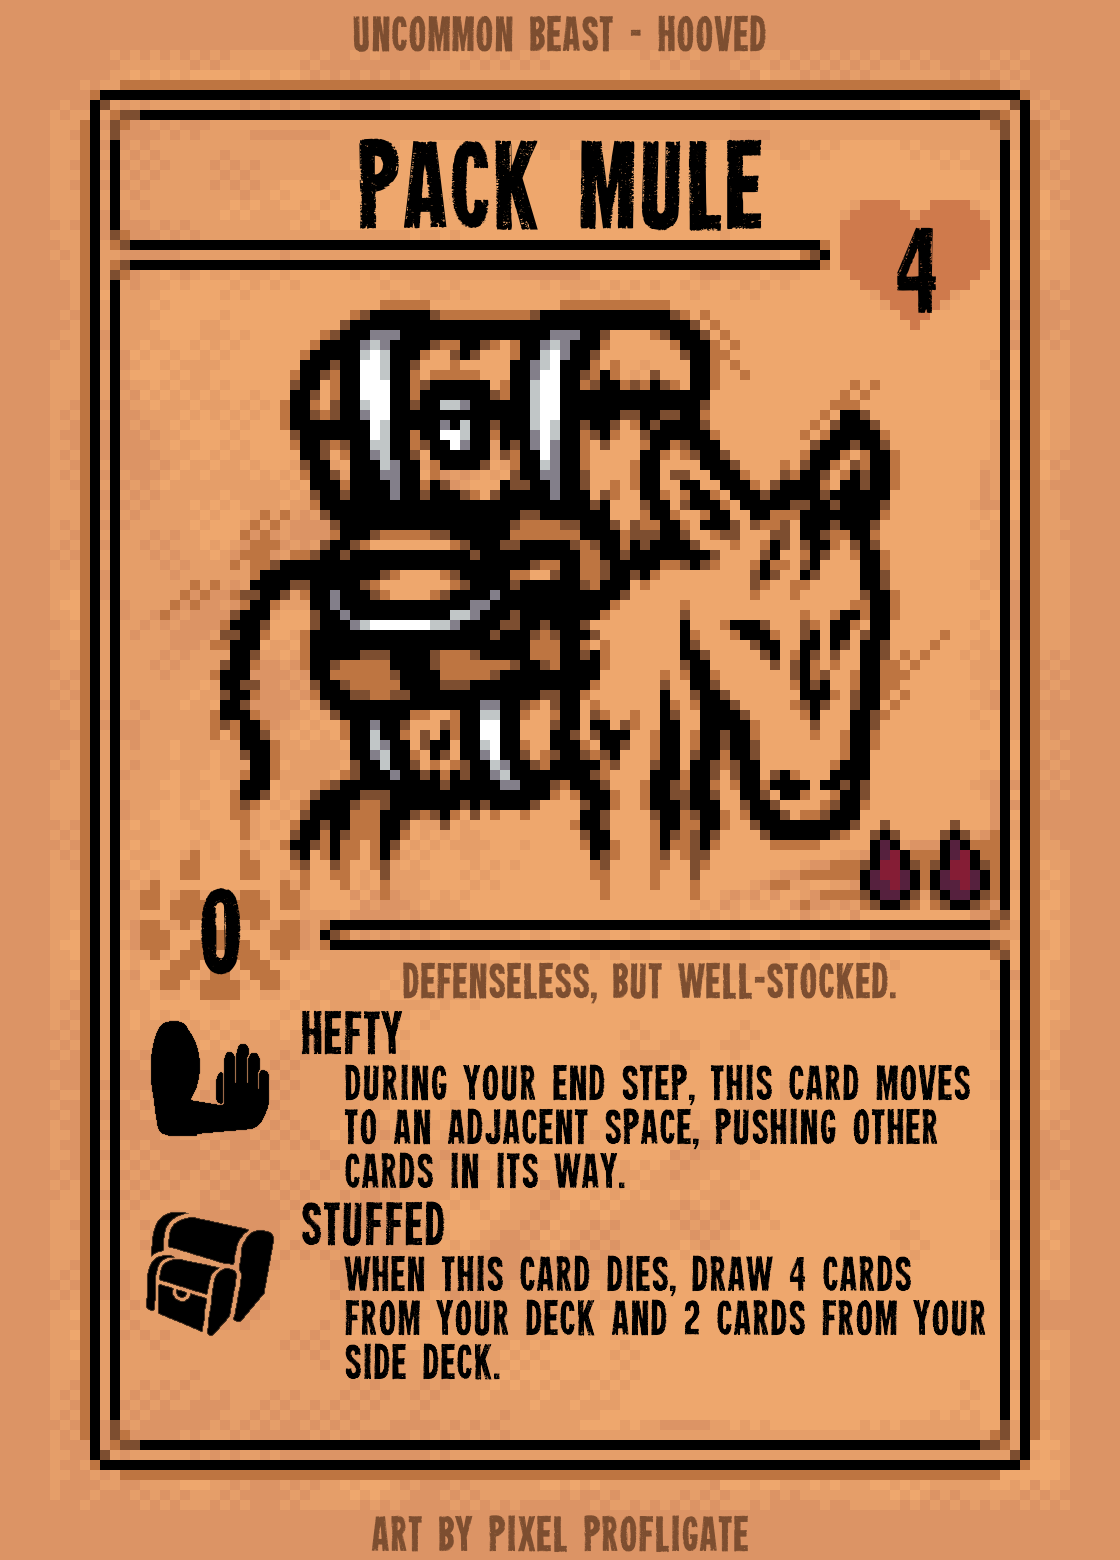 UNCOMMON BEAST - HOOVED
PACK MULE
4
0
DEFENSELESS, BUT WELL-STOCKED.
HEFTY
DURING YOUR END STEP, THIS CARD MOVES
TO AN ADJACENT SPACE, PUSHING OTHER
CARDS IN ITS WAY.
STUFFED
WHEN THIS CARD DIES, DRAW 4 CARDS
FROM YOUR DECK AND 2 CARDS FROM YOUR
SIDE DECK.
ART BY PIXEL PROFLIGATE